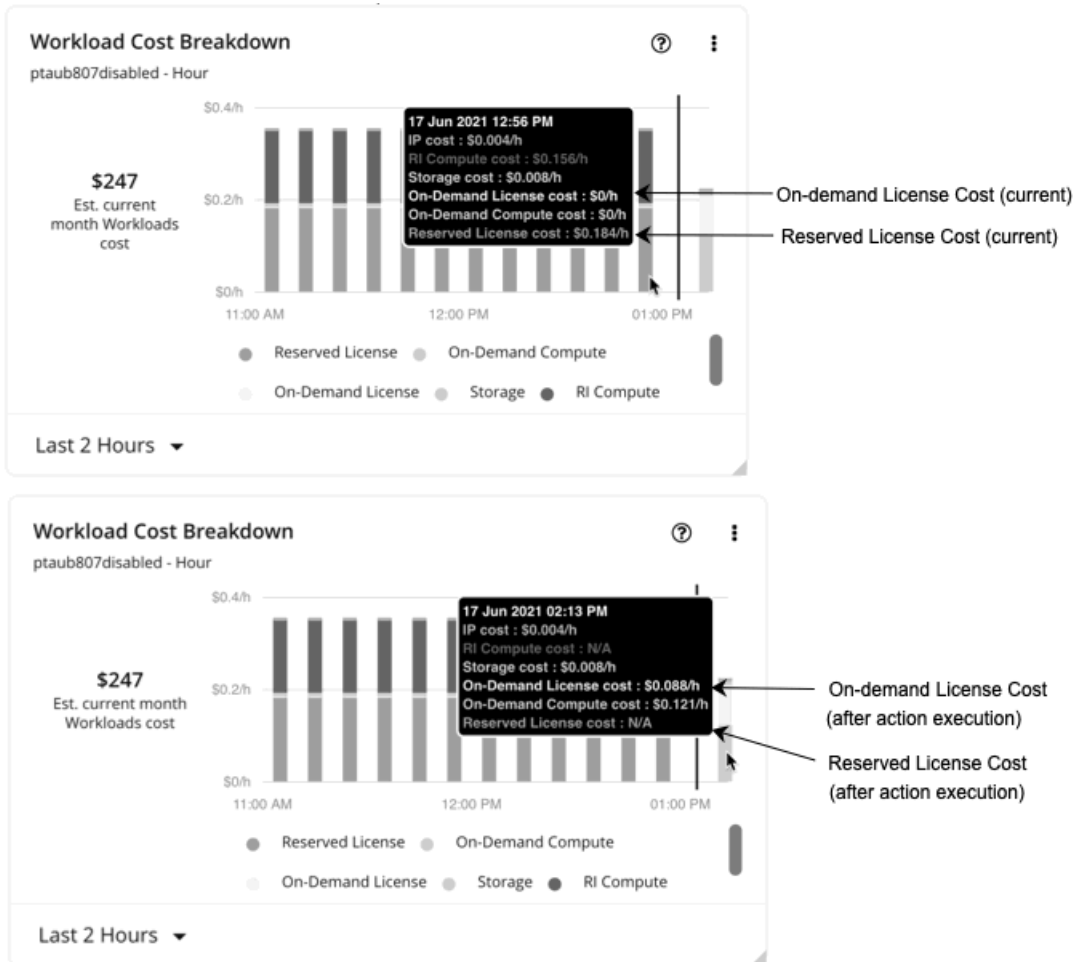 Workload Cost Breakdown
ptaub807disabled - Hour
$0.4/h
$0.2/h
$0/h
$247
Est. current
month Workloads
cost
17 Jun 2021 12:56 PM
IP cost : $0.004/h
RI Compute cost : $0.156/h
Storage cost : $0.008/h
On-Demand License cost : $0/h
On-Demand Compute cost : $0/h
Reserved License cost : $0.184/h
On-demand License Cost (current)
Reserved License Cost (current)
11:00 AM 12:00 PM 01:00 PM
Reserved License On-Demand Compute
On-Demand License Storage RI Compute
Last 2 Hours
Workload Cost Breakdown
ptaub807disabled - Hour
$0.4/h
$0.2/h
$0/h
$247
Est. current month
Workloads cost
17 Jun 2021 02:13 PM
IP cost : $0.004/h
RI Compute cost : N/A
Storage cost : $0.008/h
On-Demand License cost : $0.088/h
On-Demand Compute cost : $0.121/h
Reserved License cost : N/A
On-demand License Cost
(after action execution)
Reserved License Cost
(after action execution)
11:00 AM 12:00 PM 01:00 PM
Reserved License On-Demand Compute
On-Demand License Storage RI Compute
Last 2 Hours